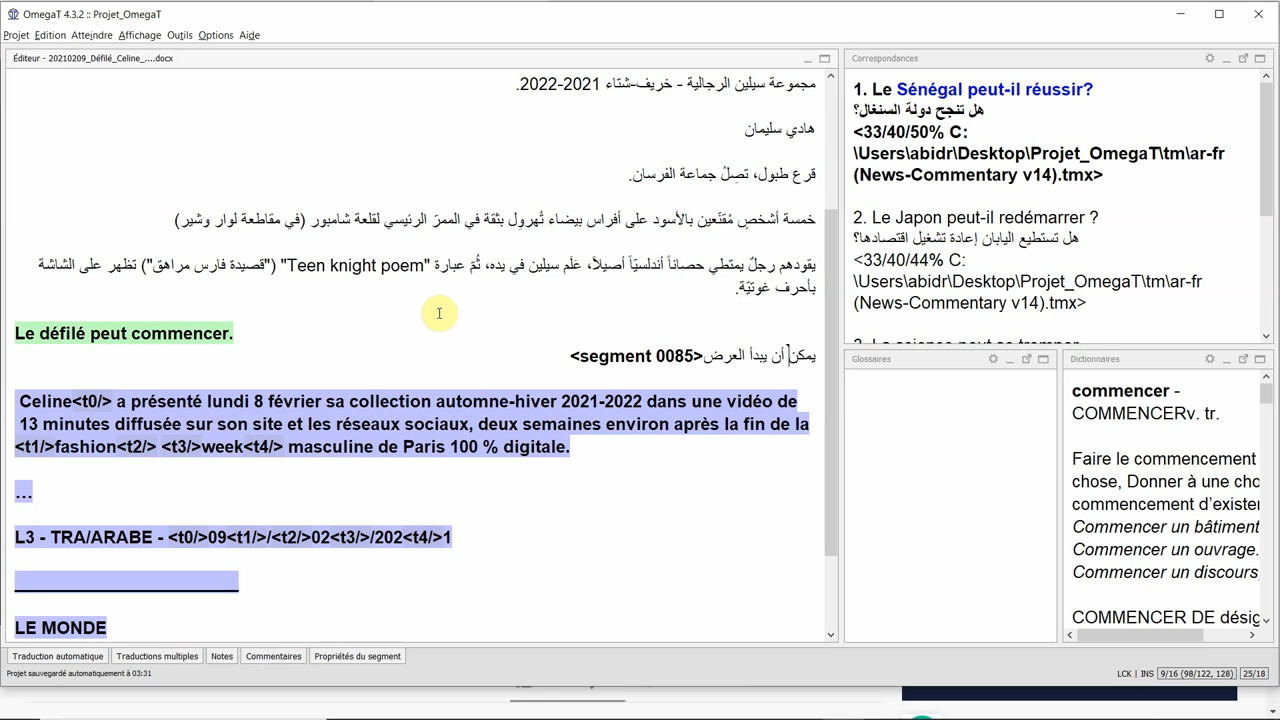 OmegaT 4.3.2 :: Projet_OmegaT
Projet Edition Atteindre Affichage Outils Options Aide
Éditeur - 20210209_Défilé_Celine_....docx
مجموعة سيلين الرجالية - خريف-شتاء 2021-2022.
هادي سليمان
قرع طبول، تصِلُ جماعة الفرسان.
خمسة أشخصٍ مُقنّعين بالأسود على أفراس بيضاء تُهرول بثقة في الممرّ الرئيسي لقلعة شامبور (في مقاطعة لوار وشير)
يقودهم رجلٌ يمتطي حصاناً أندلسيّاً أصيلاً، عَلَم سيلين في يده، ثُمّ عبارة "Teen knight poem" ("قصيدة فارس مراهق") تظهر على الشاشة
بأحرف غوتيّة.
Le défilé peut commencer.
يمكن أن يبدأ العرض<segment 0085>
Celine<t0/> a présenté lundi 8 février sa collection automne-hiver 2021-2022 dans une vidéo de
13 minutes diffusée sur son site et les réseaux sociaux, deux semaines environ après la fin de la
<t1/>fashion<t2/> <t3/>week<t4/> masculine de Paris 100 % digitale.
…
L3 - TRA/ARABE - <t0/>09<t1/>/<t2/>02<t3/>/202<t4/>1
LE MONDE
Correspondances
1. Le Sénégal peut-il réussir?
هل تنجح دولة السنغال؟
<33/40/50% C:
\Users\abidr\Desktop\Projet_OmegaT\tm\ar-fr
(News-Commentary v14).tmx>
2. Le Japon peut-il redémarrer ?
هل تستطيع اليابان إعادة تشغيل اقتصادها؟
<33/40/44% C:
\Users\abidr\Desktop\Projet_OmegaT\tm\ar-fr
(News-Commentary v14).tmx>
Glossaires
Dictionnaires
commencer -
COMMENCERv. tr.
Faire le commencement
chose, Donner à une cho
commencement d'existen
Commencer un bâtiment
Commencer un ouvrage.
Commencer un discours,
COMMENCER DE désig
Traduction automatique Traductions multiples Notes Commentaires Propriétés du segment
Projet sauvegardé automatiquement à 03:31
LCK | INS 9/16 (98/122, 128) 25/18